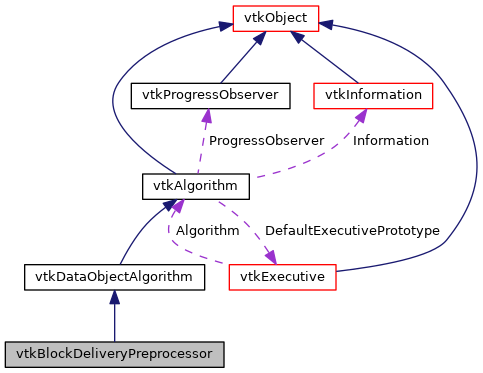 vtkObject
vtkProgressObserver
vtkInformation
ProgressObserver
Information
vtkAlgorithm
Algorithm
DefaultExecutivePrototype
vtkDataObjectAlgorithm
vtkExecutive
vtkBlockDeliveryPreprocessor